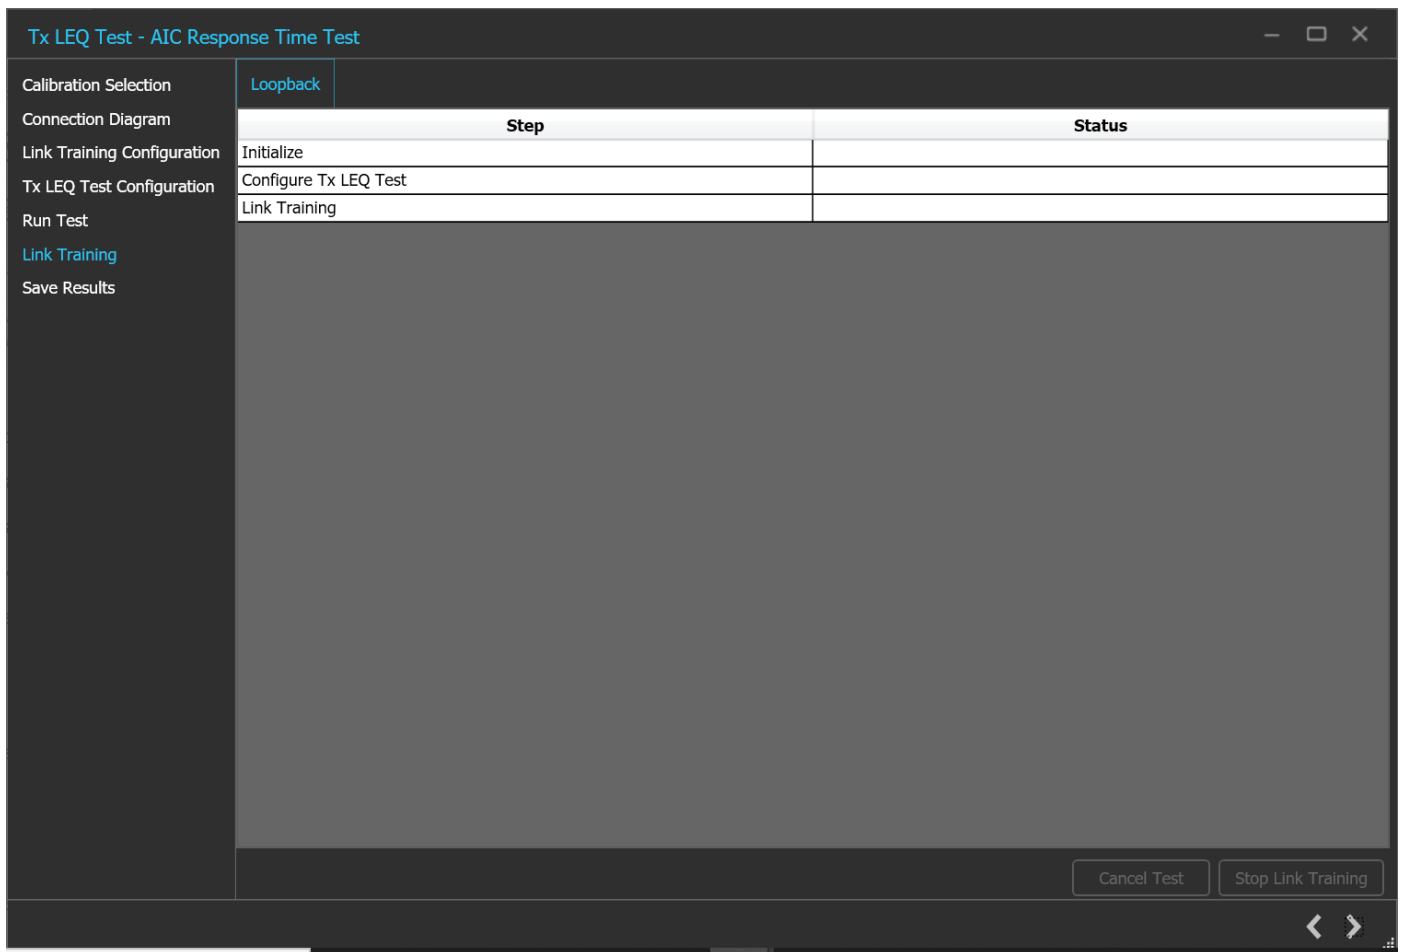 Tx LEQ Test - AIC Response Time Test
Calibration Selection
Connection Diagram
Link Training Configuration
Tx LEQ Test Configuration
Run Test
Link Training
Save Results
Loopback
Step Status
Initialize
Configure Tx LEQ Test
Link Training
Cancel Test Stop Link Training